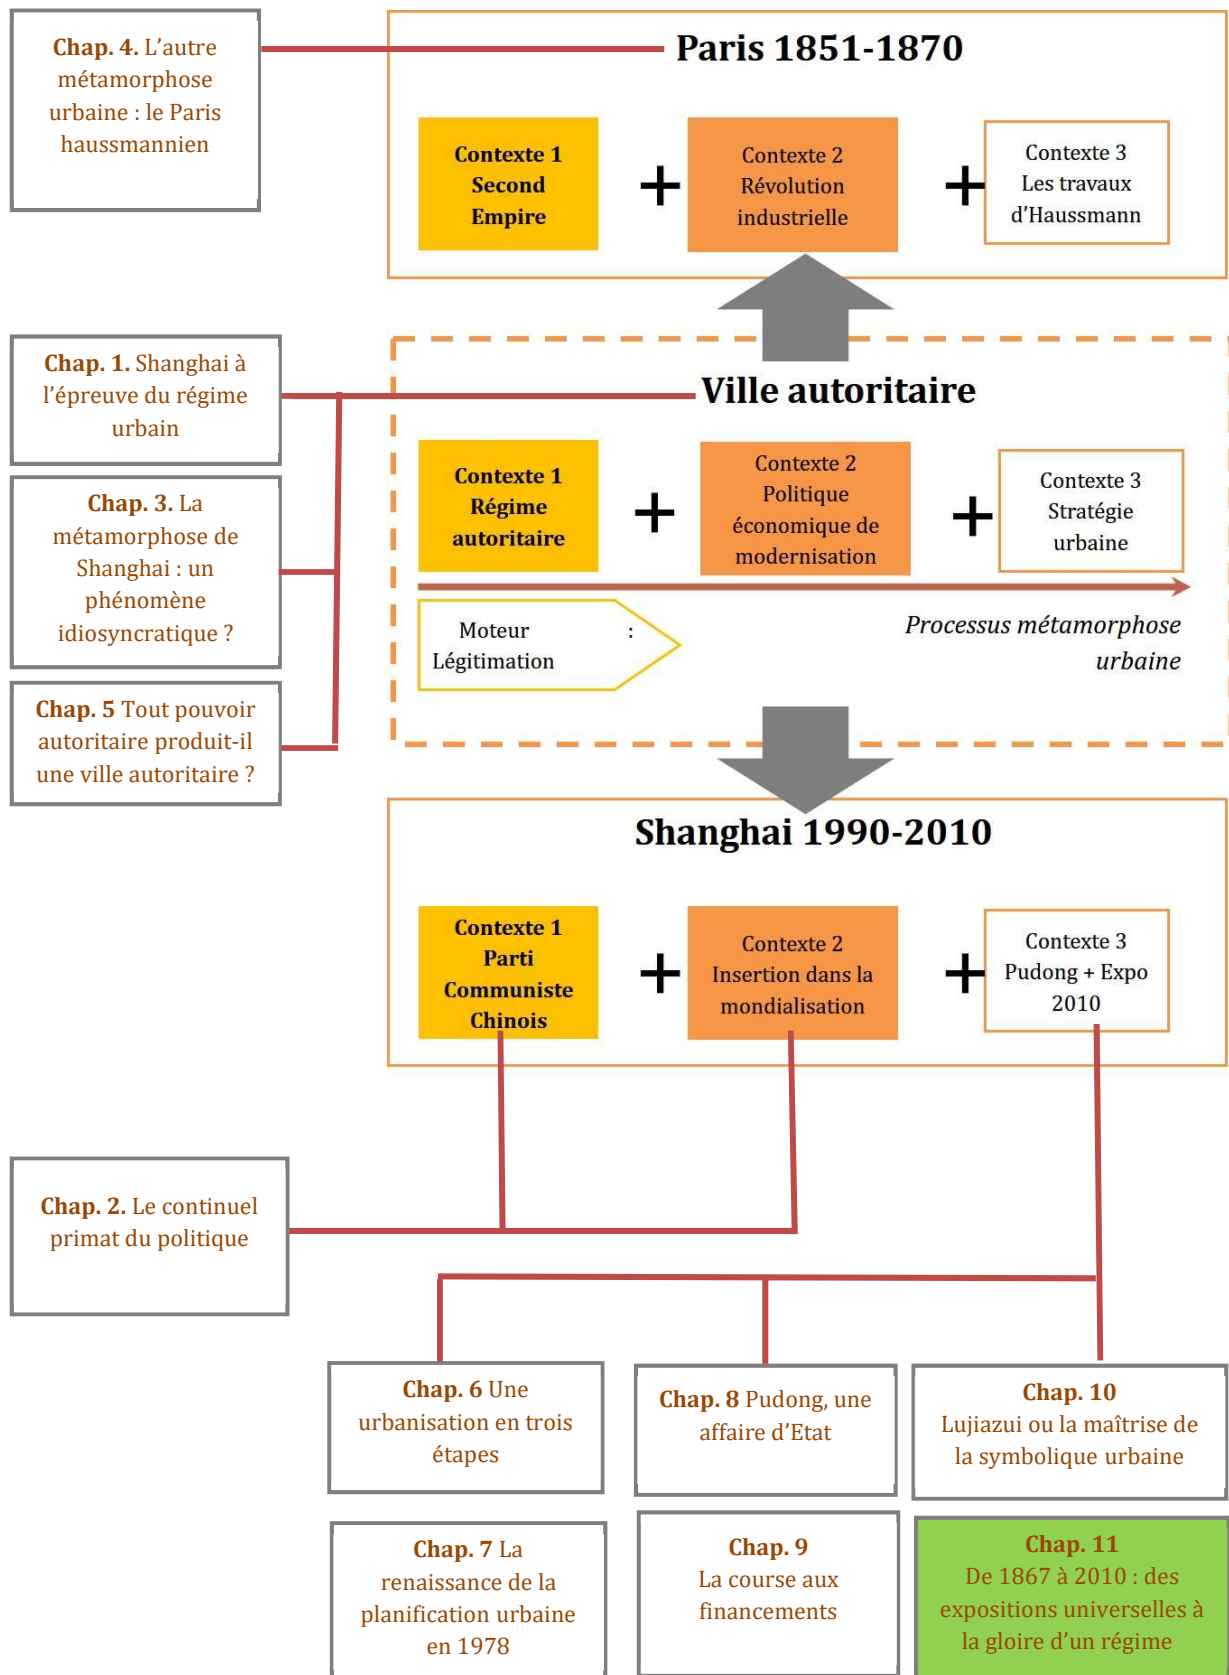 Chap. 4. L’autre
métamorphose
urbaine : le Paris
haussmannien
Paris 1851-1870
Contexte 1
Second
Empire
+
Contexte 2
Révolution
industrielle
+
Contexte 3
Les travaux
d’Haussmann
Chap. 1. Shanghai à
l’épreuve du régime
urbain
Chap. 3. La
métamorphose de
Shanghai : un
phénomène
idiosyncratique ?
Chap. 5 Tout pouvoir
autoritaire produit-il
une ville autoritaire ?
Ville autoritaire
Contexte 1
Régime
autoritaire
+
Contexte 2
Politique
économique de
modernisation
+
Contexte 3
Stratégie
urbaine
Moteur :
Légitimation
Processus métamorphose
urbaine
Shanghai 1990-2010
Contexte 1
Parti
Communiste
Chinois
+
Contexte 2
Insertion dans la
mondialisation
+
Contexte 3
Pudong + Expo
2010
Chap. 2. Le continuel
primat du politique
Chap. 6 Une
urbanisation en trois
étapes
Chap. 8 Pudong, une
affaire d’Etat
Chap. 10
Lujiazui ou la maîtrise de
la symbolique urbaine
Chap. 7 La
renaissance de la
planification urbaine
en 1978
Chap. 9
La course aux
financements
Chap. 11
De 1867 à 2010 : des
expositions universelles à
la gloire d’un régime